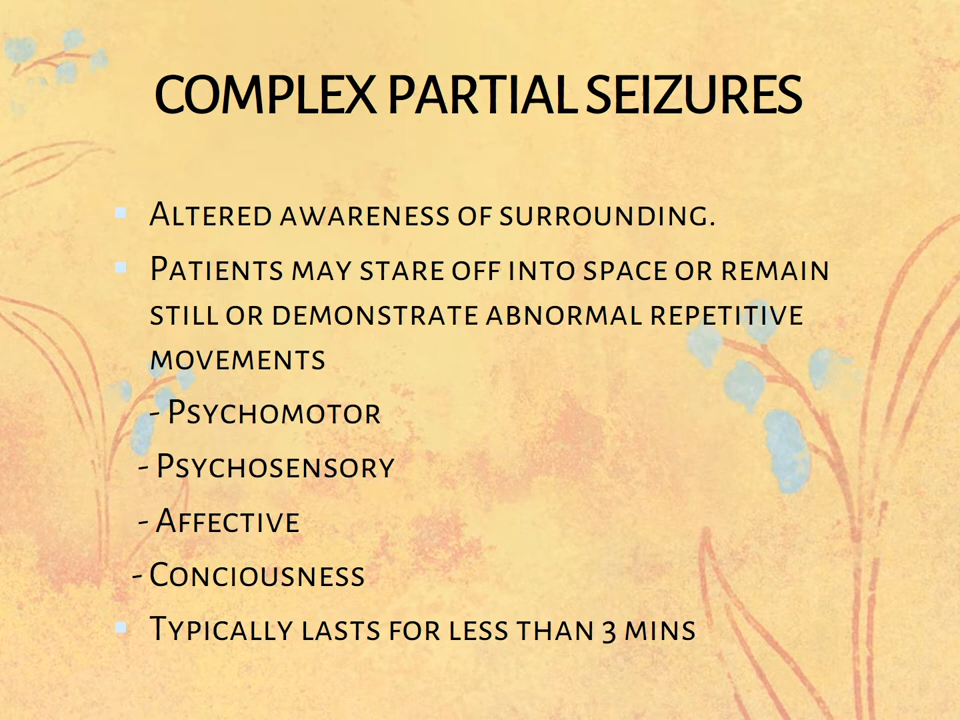 COMPLEX PARTIAL SEIZURES
▪ ALTERED AWARENESS OF SURROUNDING.
▪ PATIENTS MAY STARE OFF INTO SPACE OR REMAIN
STILL OR DEMONSTRATE ABNORMAL REPETITIVE
MOVEMENTS
- PSYCHOMOTOR
- PSYCHOSENSORY
- AFFECTIVE
- CONCIOUSNESS
▪ TYPICALLY LASTS FOR LESS THAN 3 MINS